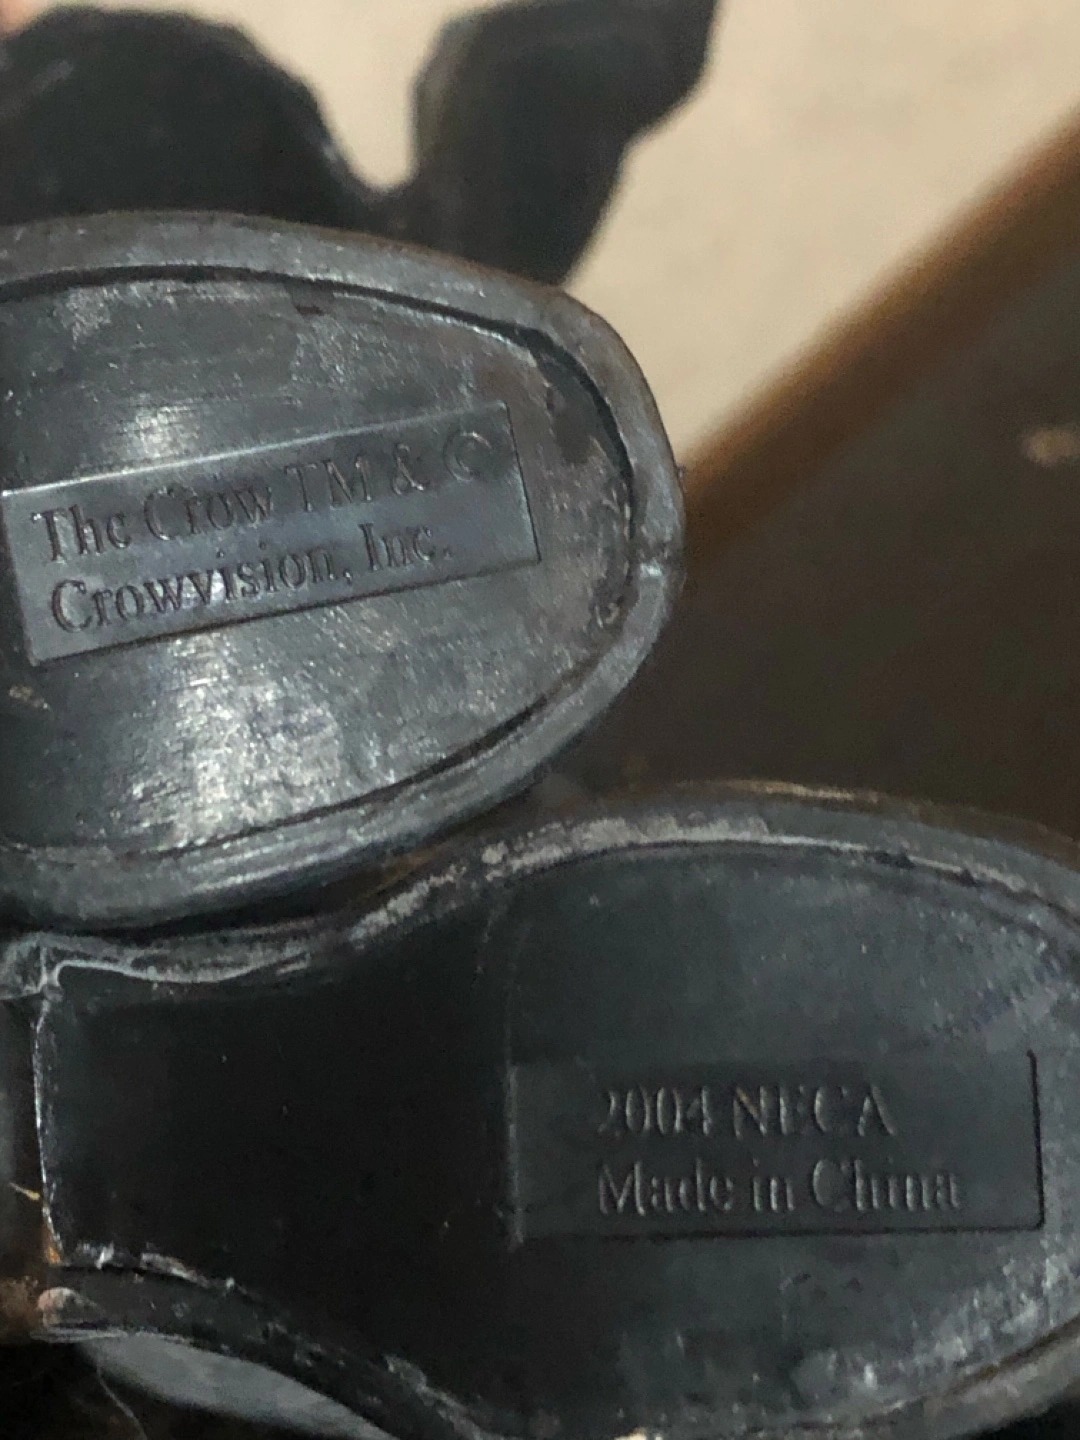 The Crow TM & ©
Crowvision, Inc.
2004 NECA
Made in China